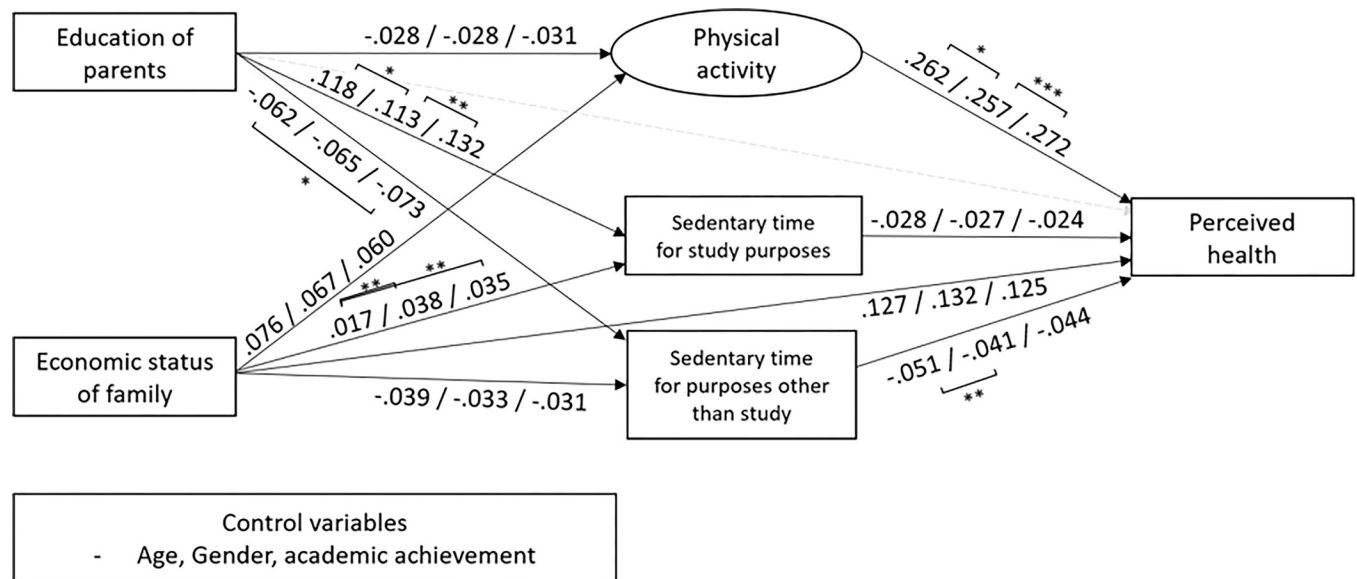 Education of
parents
-.028 / -.028 / -.031
Physical
activity
*
***
.262 / .257 / .272
*
**
.118 / .113 / .132
-.062 / -.065 / -.073
*
Sedentary time
for study purposes
-.028 / -.027 / -.024
Perceived
health
.076 / .067 / .060
**
**
.017 / .038 / .035
.127 / .132 / .125
Economic status
of family
-.039 / -.033 / -.031
Sedentary time
for purposes other
than study
-.051 / -.041 / -.044
**
Control variables
- Age, Gender, academic achievement